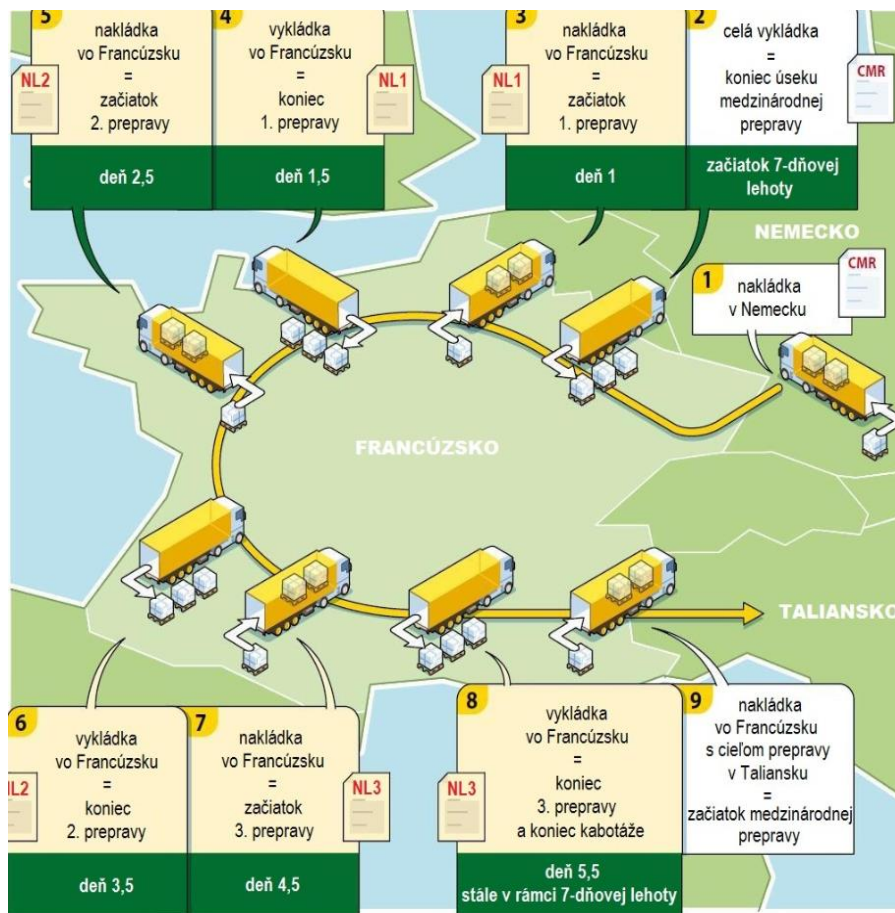 5
nakládka
vo Francúzsku
=
začiatok
2. prepravy
NL2
deň 2,5
4
vykládka
vo Francúzsku
=
koniec
1. prepravy
NL1
deň 1,5
3
nakládka
vo Francúzsku
=
začiatok
1. prepravy
NL1
deň 1
2
celá vykládka
=
koniec úseku
medzinárodnej
prepravy
CMR
začiatok 7-dňovej
lehoty
NEMECKO
1
nakládka
v Nemecku
CMR
FRANCÚZSKO
TALIANSKO
6
vykládka
vo Francúzsku
=
koniec
2. prepravy
NL2
deň 3,5
7
nakládka
vo Francúzsku
=
začiatok
3. prepravy
NL3
deň 4,5
8
vykládka
vo Francúzsku
=
koniec
3. prepravy
a koniec kabotáže
NL3
deň 5,5
stále v rámci 7-dňovej lehoty
9
nakládka
vo Francúzsku
s cieľom prepravy
v Taliansku
=
začiatok medzinárodnej
prepravy